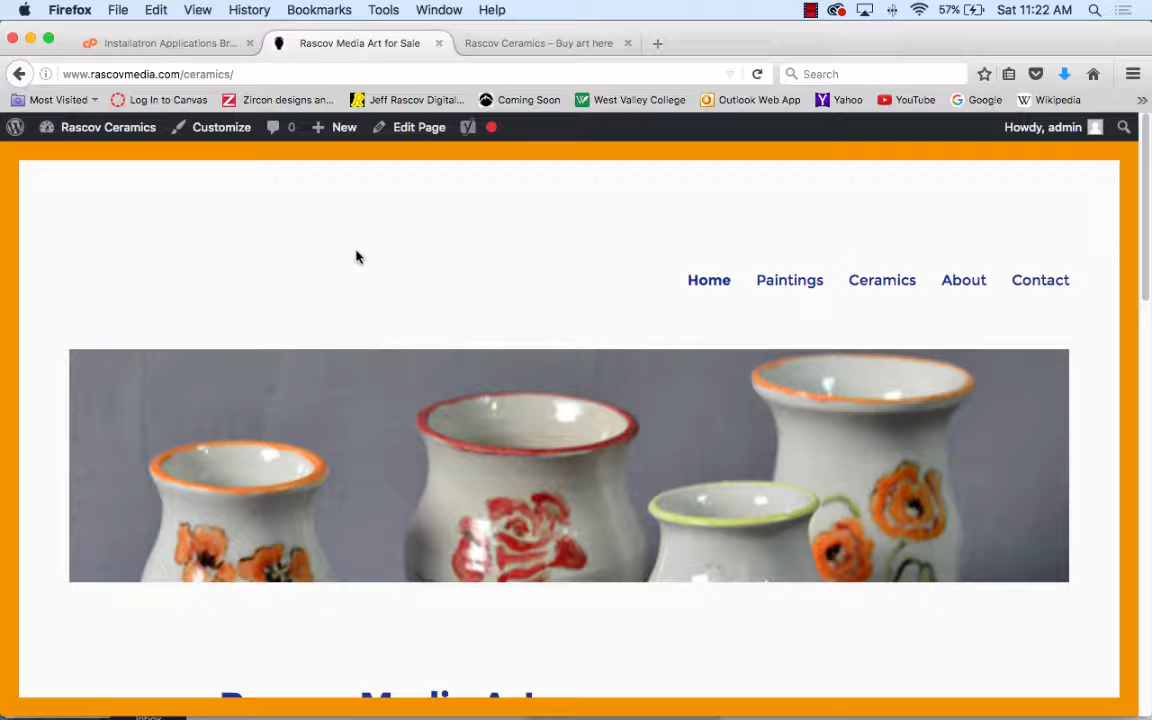 Firefox File Edit View History Bookmarks Tools Window Help 57% Sat 11:22 AM
Installatron Applications Br... Rascov Media Art for Sale Rascov Ceramics – Buy art here
www.rascovmedia.com/ceramics/ Search
Most Visited Log In to Canvas Zircon designs an... Jeff Rascov Digital... Coming Soon West Valley College Outlook Web App Yahoo YouTube Google Wikipedia
Rascov Ceramics Customize 0 New Edit Page Howdy, admin
Home Paintings Ceramics About Contact